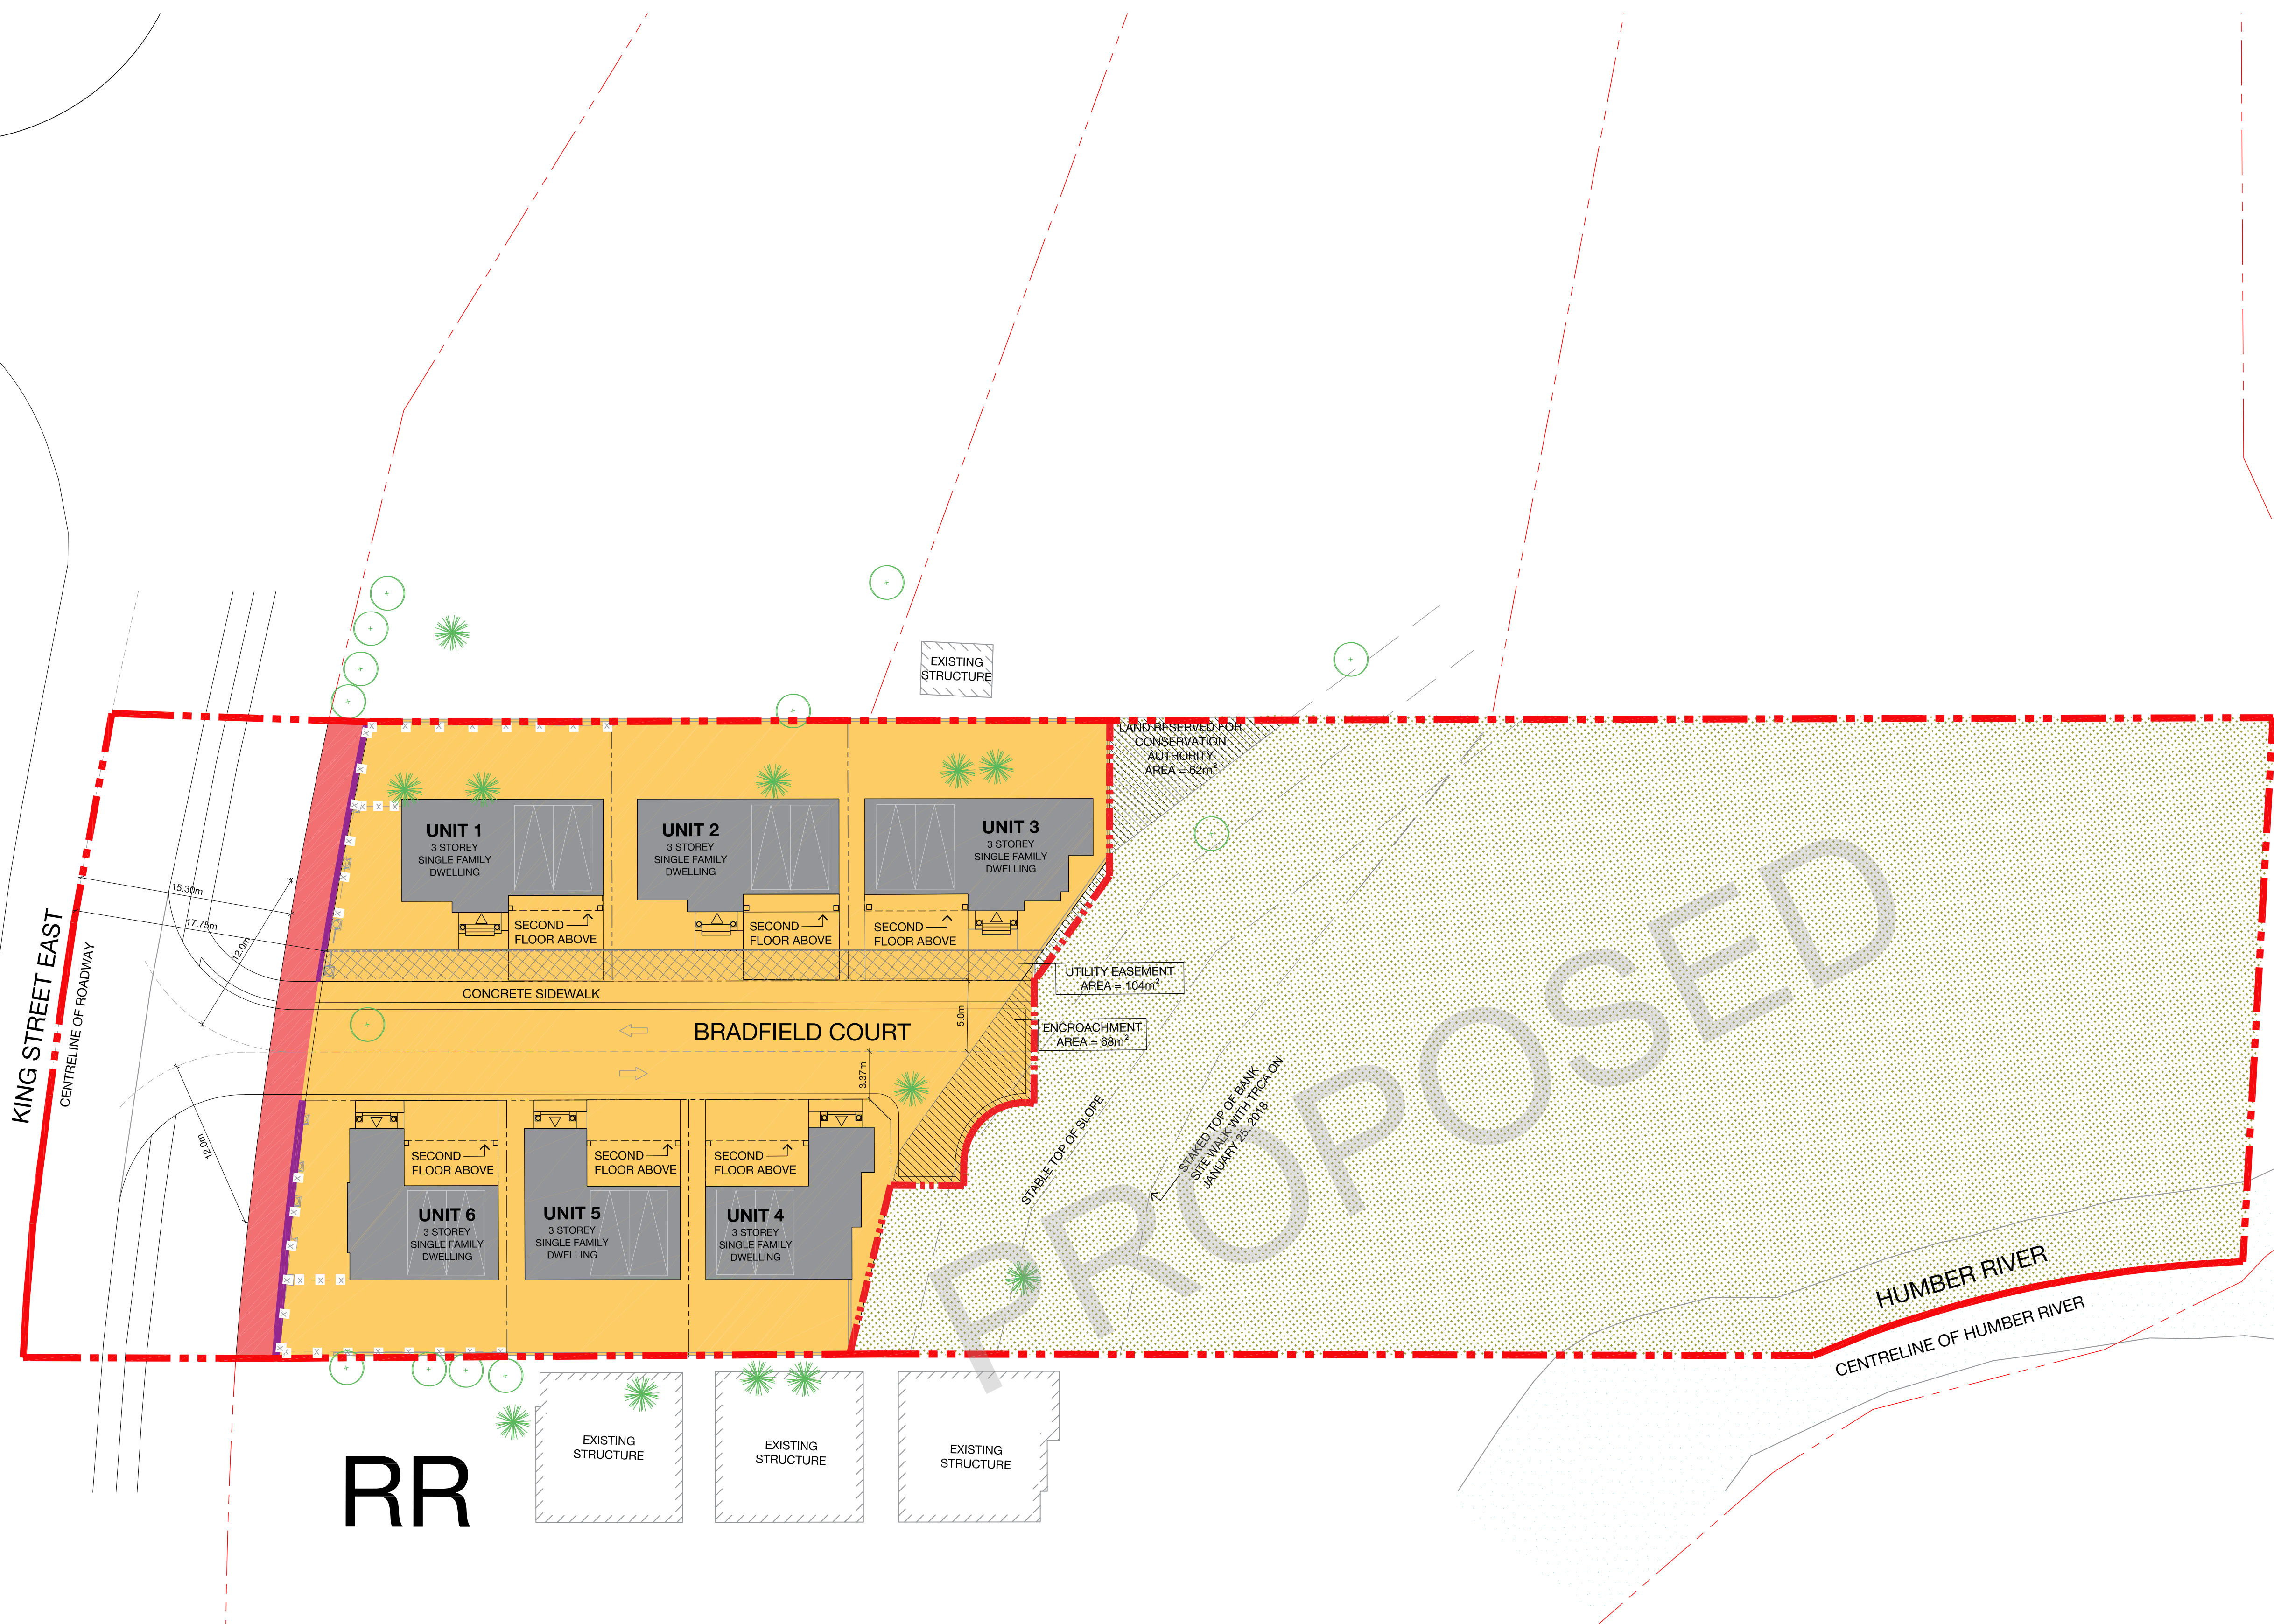 EXISTING
STRUCTURE
LAND RESERVED FOR
CONSERVATION
AUTHORITY
AREA = 62m²
UNIT 1
3 STOREY
SINGLE FAMILY
DWELLING
UNIT 2
3 STOREY
SINGLE FAMILY
DWELLING
UNIT 3
3 STOREY
SINGLE FAMILY
DWELLING
SECOND
FLOOR ABOVE
SECOND
FLOOR ABOVE
SECOND
FLOOR ABOVE
15.30m
17.75m
12.0m
KING STREET EAST
CENTRELINE OF ROADWAY
CONCRETE SIDEWALK
BRADFIELD COURT
5.0m
3.37m
UTILITY EASEMENT
AREA = 104m²
ENCROACHMENT
AREA = 68m²
STABLE TOP OF SLOPE
STAKED TOP OF BANK
SITE WALK WITH TRCA ON
JANUARY 25, 2018
PROPOSED
12.0m
SECOND
FLOOR ABOVE
SECOND
FLOOR ABOVE
SECOND
FLOOR ABOVE
UNIT 6
3 STOREY
SINGLE FAMILY
DWELLING
UNIT 5
3 STOREY
SINGLE FAMILY
DWELLING
UNIT 4
3 STOREY
SINGLE FAMILY
DWELLING
HUMBER RIVER
CENTRELINE OF HUMBER RIVER
RR
EXISTING
STRUCTURE
EXISTING
STRUCTURE
EXISTING
STRUCTURE